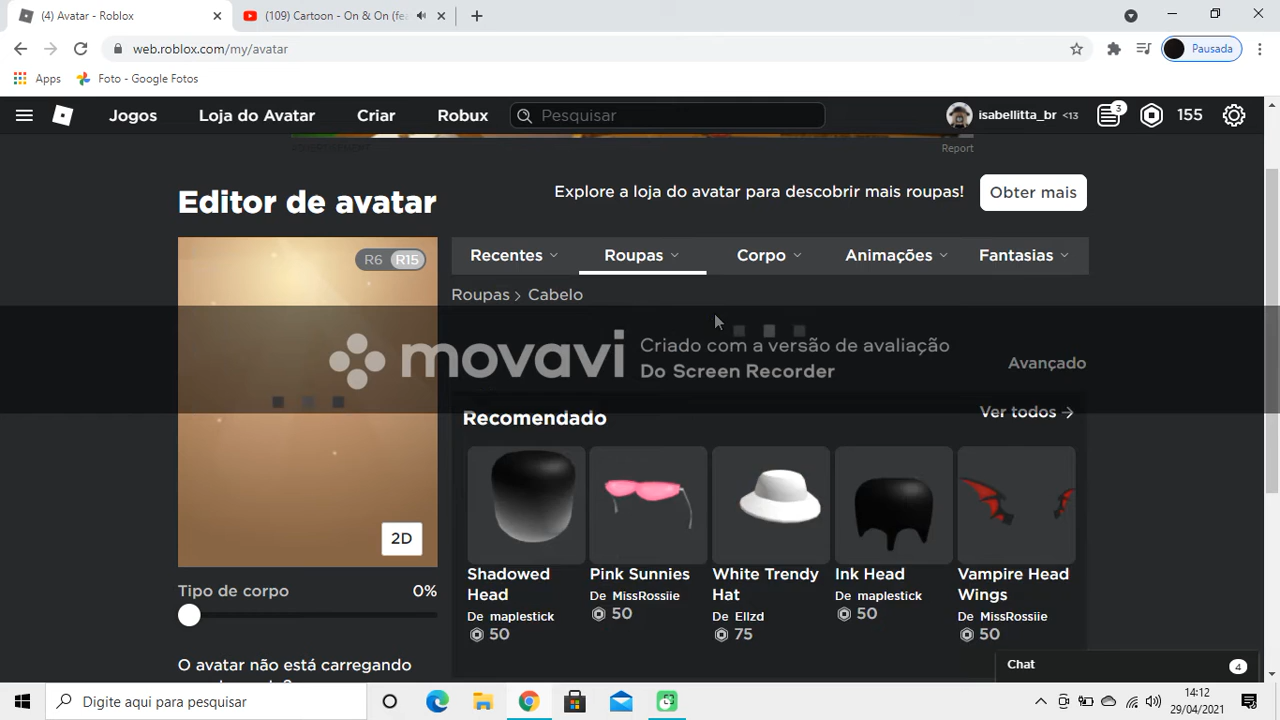 (4) Avatar - Roblox
(109) Cartoon - On & On (fe
web.roblox.com/my/avatar
Pausada
Apps
Foto - Google Fotos
Jogos
Loja do Avatar
Criar
Robux
Pesquisar
isabellitta_br <13
3
155
Report
Editor de avatar
Explore a loja do avatar para descobrir mais roupas!
Obter mais
R6 R15
Recentes
Roupas
Corpo
Animações
Fantasias
Roupas > Cabelo
movavi
Criado com a versão de avaliação
Do Screen Recorder
Avançado
Recomendado
Ver todos
2D
Shadowed Head
De maplestick
50
Pink Sunnies
De MissRossiie
50
White Trendy Hat
De Ellzd
75
Ink Head
De maplestick
50
Vampire Head Wings
De MissRossiie
50
Tipo de corpo
0%
O avatar não está carregando
Chat
4
Digite aqui para pesquisar
14:12
29/04/2021